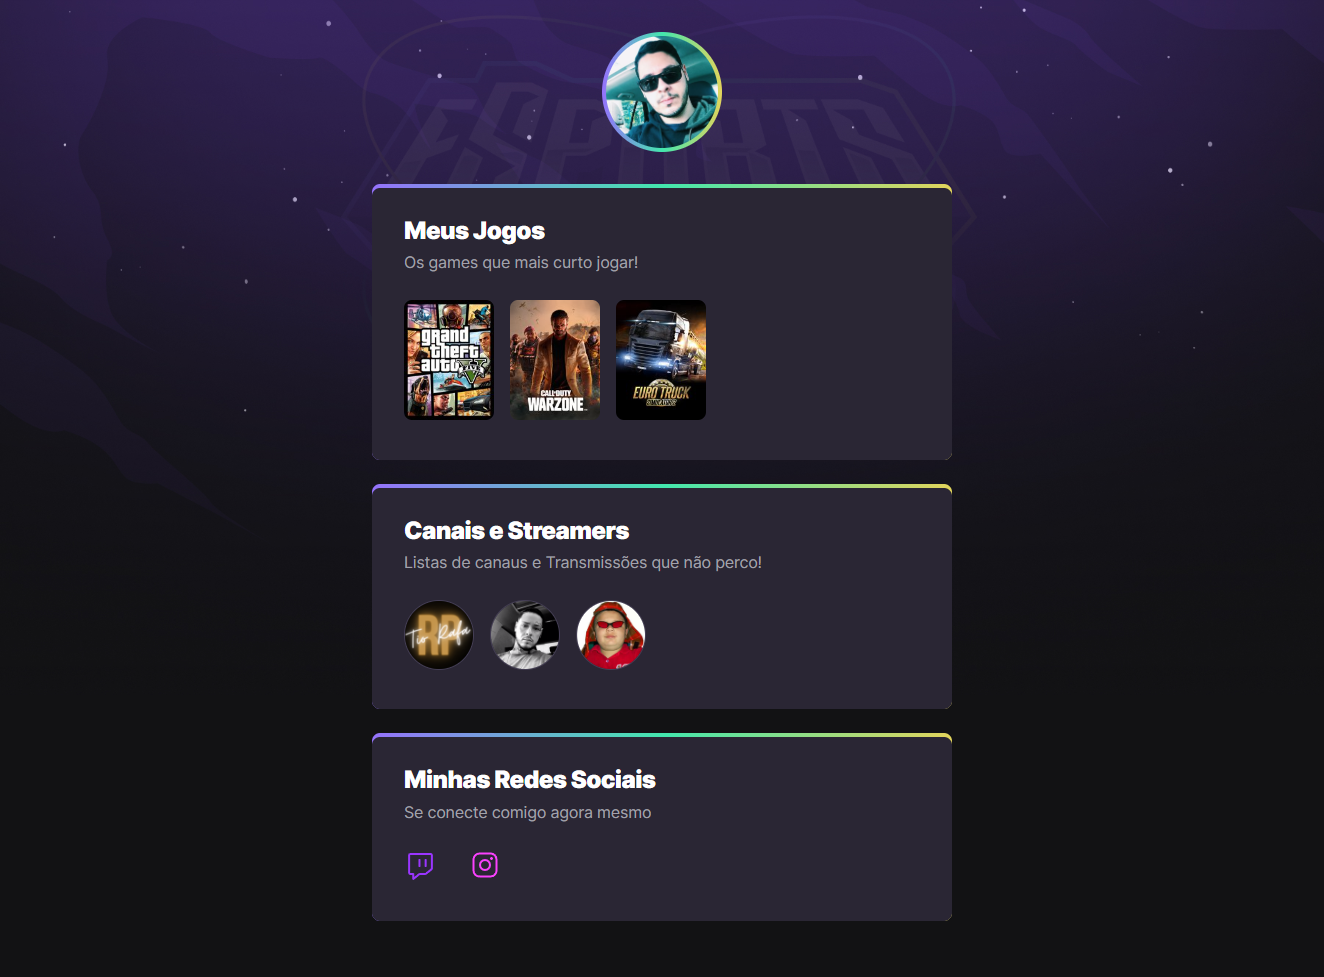 ESPORTS
Meus Jogos
Os games que mais curto jogar!
grand
theft
auto V
FIVE
CALL OF DUTY
WARZONE
EURO TRUCK
SIMULATOR 2
Canais e Streamers
Listas de canaus e Transmissões que não perco!
RP
Tio Rafa
Minhas Redes Sociais
Se conecte comigo agora mesmo